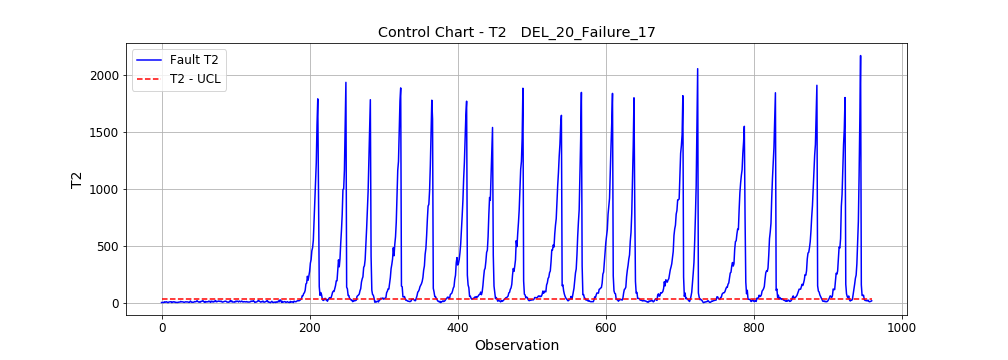 Control Chart - T2   DEL_20_Failure_17
Fault T2
T2 - UCL
T2
2000
1500
1000
500
0
0 200 400 600 800 1000
Observation